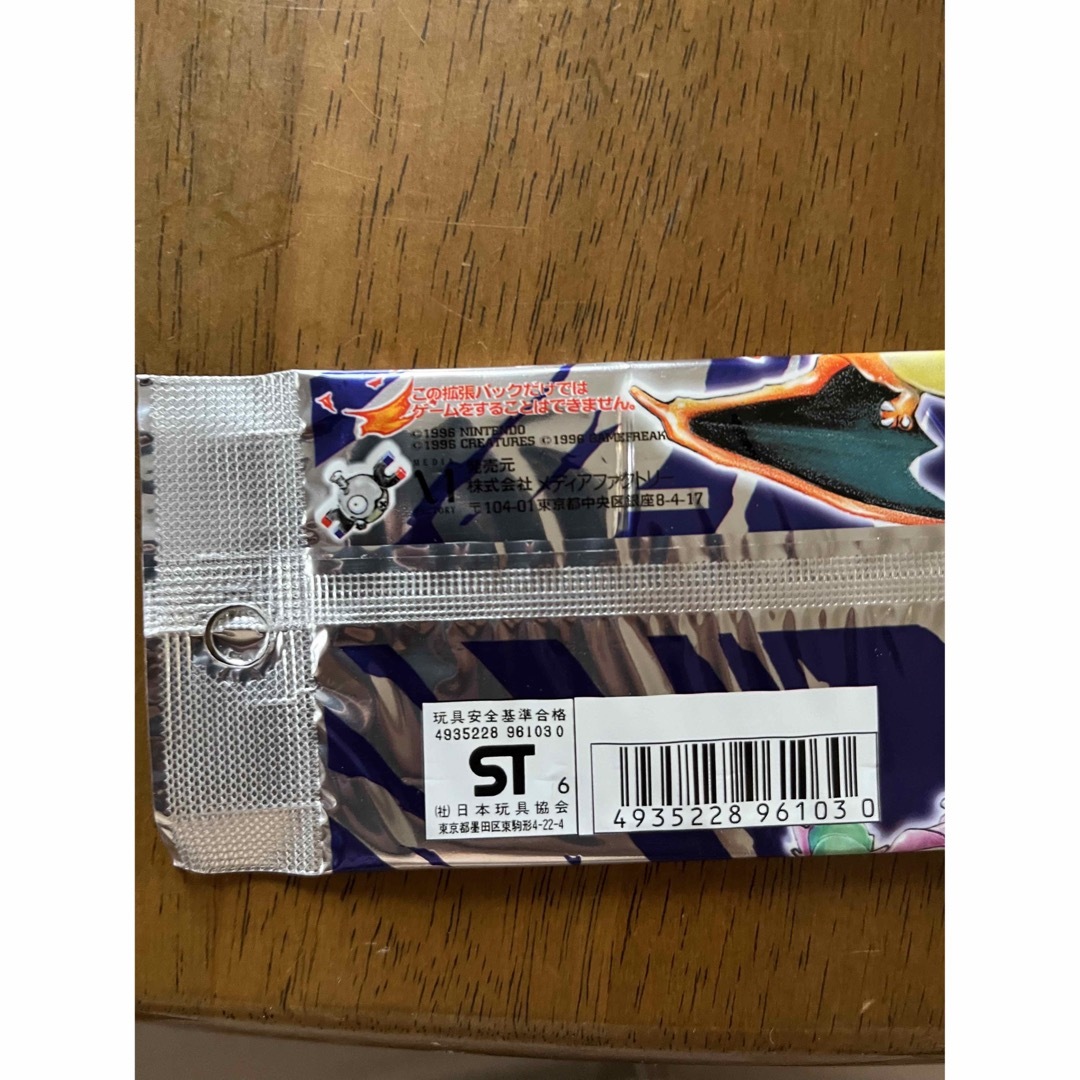 この拡張パックだけでは
ゲームをすることはできません。
©1996 NINTENDO
©1996 CREATURES ©1996 GAMEFREAK
MEDIA
発売元
株式会社 メディアファクトリー
〒104-01 東京都中央区銀座8-4-17
玩具安全基準合格
4935228 961030
ST 6
(社)日本玩具協会
東京都墨田区東駒形4-22-4
4935228 961030